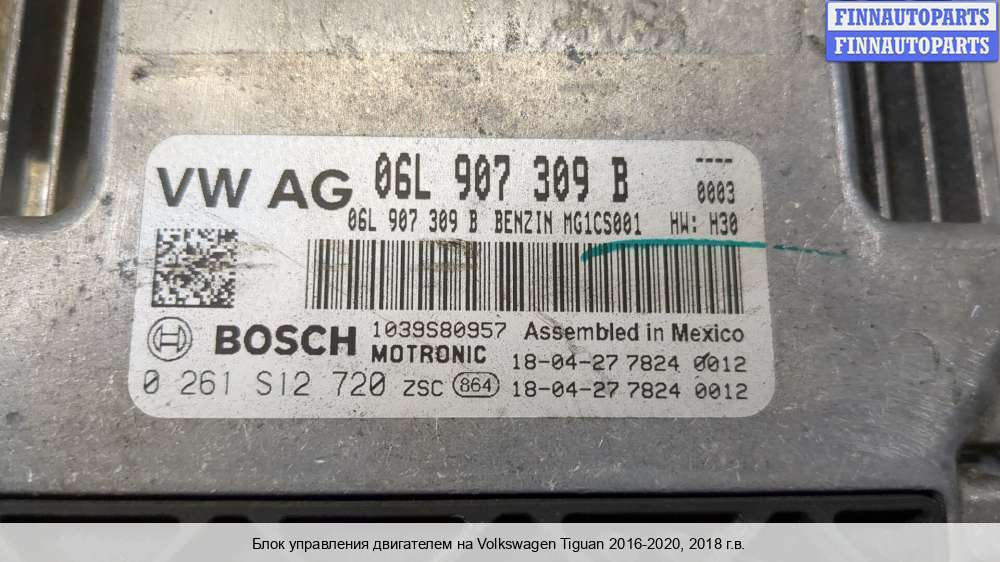 FINNAUTOPARTS
FINNAUTOPARTS
VW AG 06L 907 309 B ---- 0003
06L 907 309 B BENZIN MG1CS001 HW: H30
BOSCH 1039S80957 Assembled in Mexico
MOTRONIC 18-04-27 7824 0012
0 261 S12 720 ZSC 864 18-04-27 7824 0012
Блок управления двигателем на Volkswagen Tiguan 2016-2020, 2018 г.в.